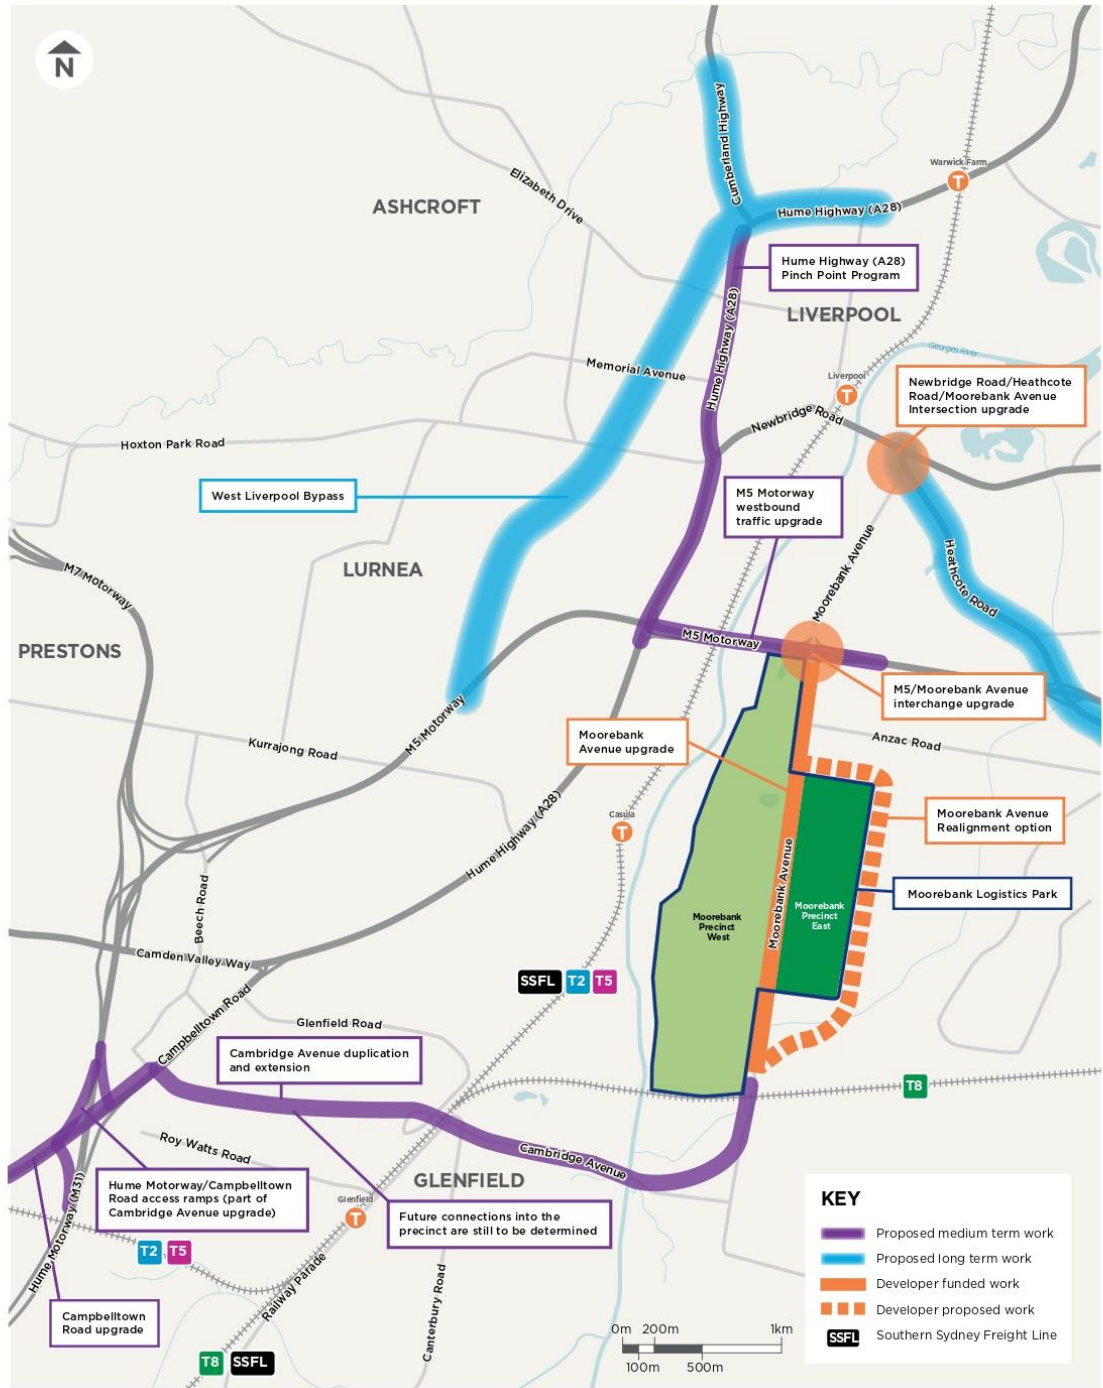 N
Cumberland Highway
Warwick Farm
T
Elizabeth Drive
ASHCROFT
Hume Highway (A28)
Hume Highway (A28)
Pinch Point Program
LIVERPOOL
Hume Highway (A28)
Georges River
Memorial Avenue
Liverpool
T
Newbridge Road/Heathcote
Road/Moorebank Avenue
Intersection upgrade
Newbridge Road
Hoxton Park Road
West Liverpool Bypass
M5 Motorway
westbound
traffic upgrade
LURNEA
M7 Motorway
Moorebank Avenue
Heathcote Road
PRESTONS
M5 Motorway
M5/Moorebank Avenue
interchange upgrade
M5 Motorway
Moorebank
Avenue upgrade
Kurrajong Road
Anzac Road
Casula
T
Hume Highway (A28)
Moorebank Avenue
Realignment option
Moorebank Logistics Park
Beech Road
Moorebank Avenue
Moorebank
Precinct
West
Moorebank
Precinct
East
Camden Valley Way
SSFL T2 T5
Campbelltown Road
Glenfield Road
Cambridge Avenue duplication
and extension
T8
Roy Watts Road
Cambridge Avenue
GLENFIELD
Hume Motorway/Campbelltown
Road access ramps (part of
Cambridge Avenue upgrade)
Glenfield
T
Future connections into the
precinct are still to be determined
Hume Motorway (M31)
T2 T5
Railway Parade
Canterbury Road
Campbelltown
Road upgrade
T8 SSFL
0m 200m 1km
100m 500m
KEY
Proposed medium term work
Proposed long term work
Developer funded work
Developer proposed work
SSFL Southern Sydney Freight Line